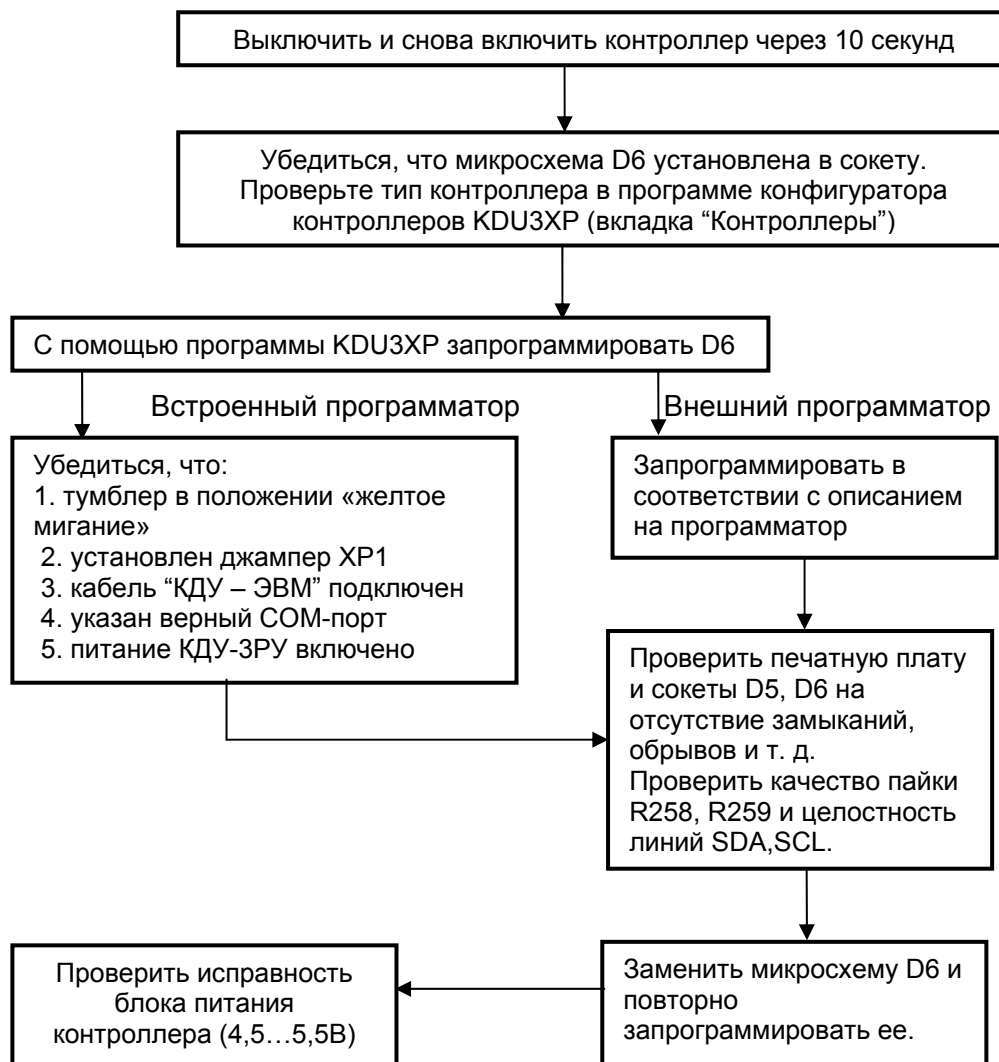 Выключить и снова включить контроллер через 10 секунд
Убедиться, что микросхема D6 установлена в сокету.
Проверьте тип контроллера в программе конфигуратора
контроллеров KDU3XP (вкладка “Контроллеры”)
С помощью программы KDU3XP запрограммировать D6
Встроенный программатор
Внешний программатор
Убедиться, что:
1. тумблер в положении «желтое
мигание»
2. установлен джампер XP1
3. кабель “КДУ – ЭВМ” подключен
4. указан верный COM-порт
5. питание КДУ-3РУ включено
Запрограммировать в
соответствии с описанием
на программатор
Проверить печатную плату
и сокеты D5, D6 на
отсутствие замыканий,
обрывов и т. д.
Проверить качество пайки
R258, R259 и целостность
линий SDA,SCL.
Заменить микросхему D6 и
повторно
запрограммировать ее.
Проверить исправность
блока питания
контроллера (4,5…5,5В)